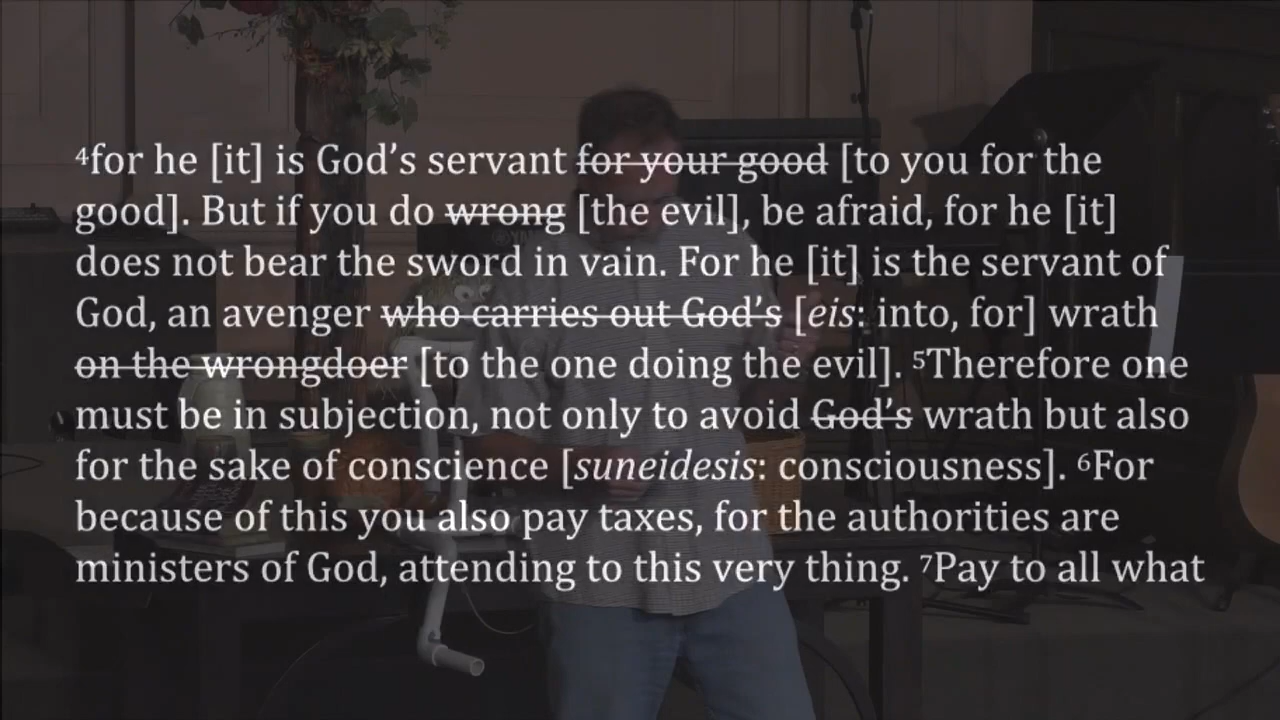 ⁴for he [it] is God’s servant for your good [to you for the
good]. But if you do wrong [the evil], be afraid, for he [it]
does not bear the sword in vain. For he [it] is the servant of
God, an avenger who carries out God’s [eis: into, for] wrath
on the wrongdoer [to the one doing the evil]. ⁵Therefore one
must be in subjection, not only to avoid God’s wrath but also
for the sake of conscience [suneidesis: consciousness]. ⁶For
because of this you also pay taxes, for the authorities are
ministers of God, attending to this very thing. ⁷Pay to all what